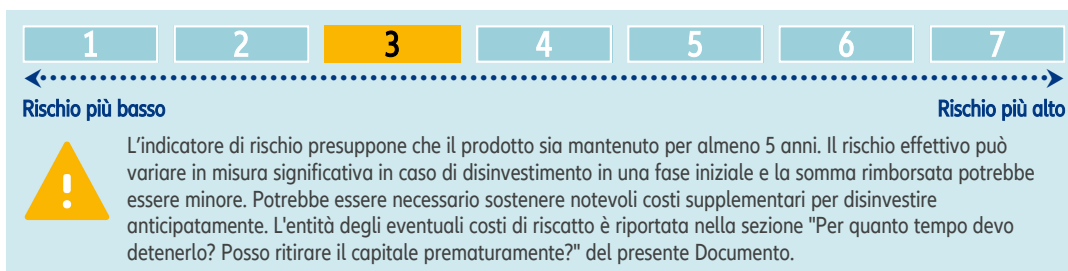 1 2 3 4 5 6 7
Rischio più basso Rischio più alto
L’indicatore di rischio presuppone che il prodotto sia mantenuto per almeno 5 anni. Il rischio effettivo può
variare in misura significativa in caso di disinvestimento in una fase iniziale e la somma rimborsata potrebbe
essere minore. Potrebbe essere necessario sostenere notevoli costi supplementari per disinvestire
anticipatamente. L'entità degli eventuali costi di riscatto è riportata nella sezione "Per quanto tempo devo
detenerlo? Posso ritirare il capitale prematuramente?" del presente Documento.